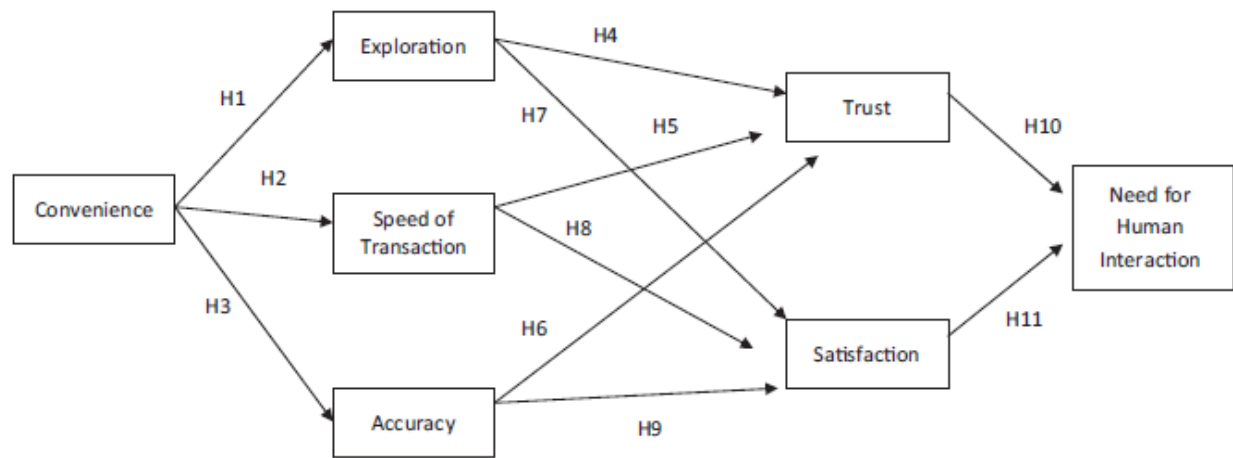 Exploration
H4
Trust
H1
H7
H5
H10
Convenience
H2
Speed of
Transaction
H8
Need for
Human
Interaction
H3
H6
Satisfaction
H11
Accuracy
H9